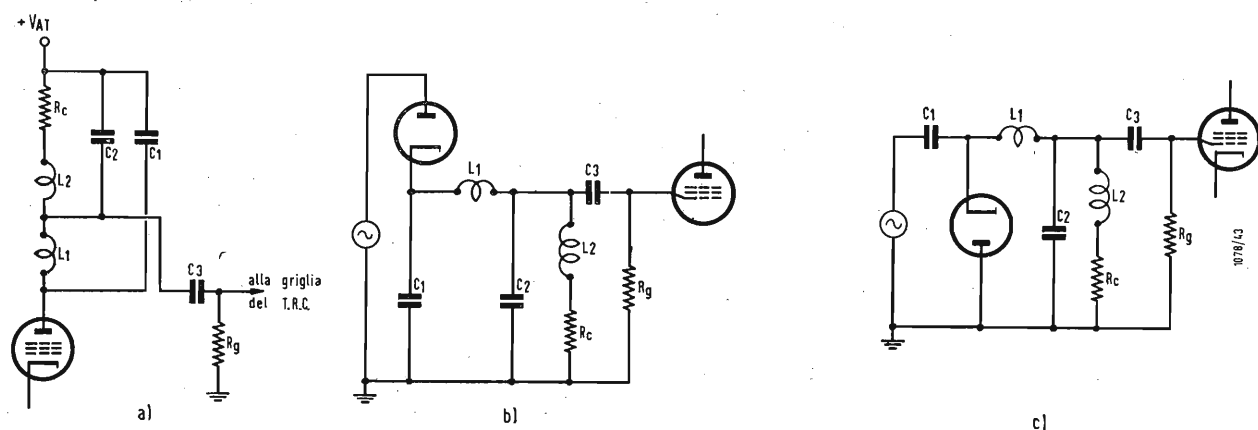 + VAT
Rc
C2
C1
L2
L1
C3
alla griglia
del T.R.C.
Rg
a)
L1
C3
L2
C1
C2
Rc
Rg
b)
C1
L1
C3
C2
L2
Rc
Rg
1078/43
c)